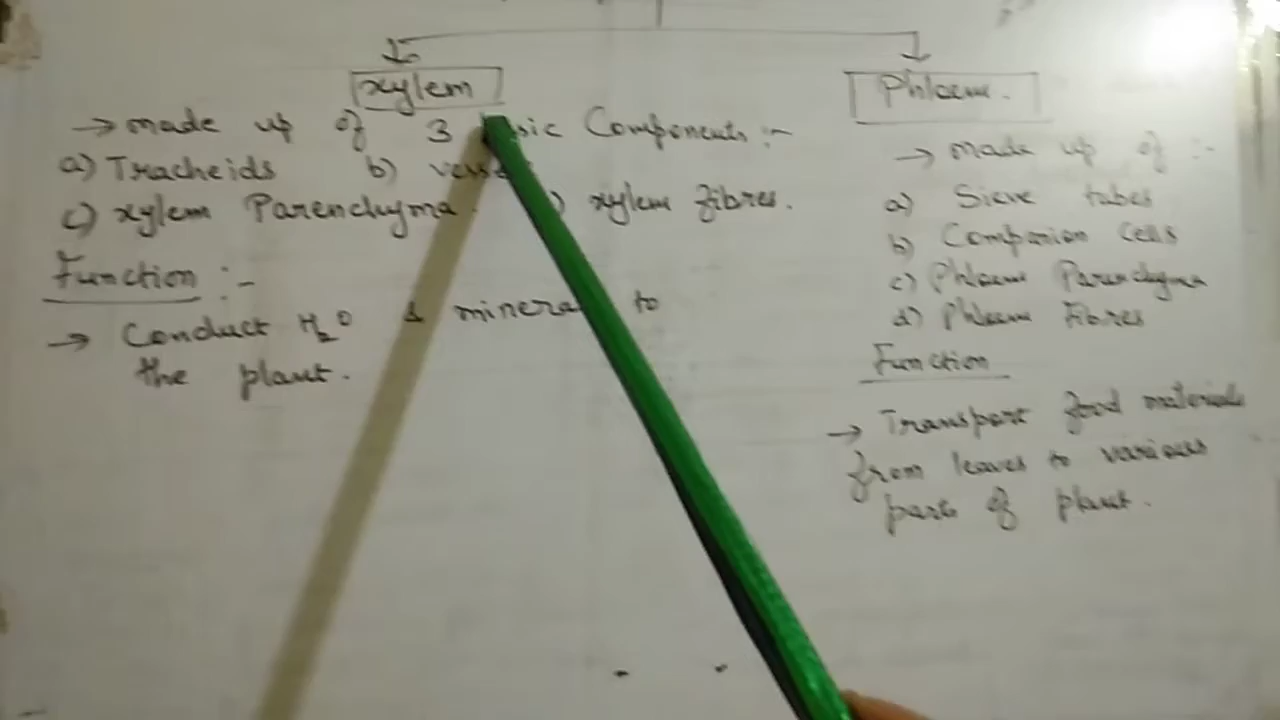 xylem
→ made up of 3 Components :-
a) Tracheids b)
c) xylem Parenchyma. ) xylem fibres.
Function :-
→ Conduct H₂O & to
the plant.
Phloem.
→ made up of :-
a) Sieve tubes
b) Companion Cells
c) Phloem Parenchyma
d) Phloem Fibres
Function
→ Transport food materials
from leaves to various
parts of plant.